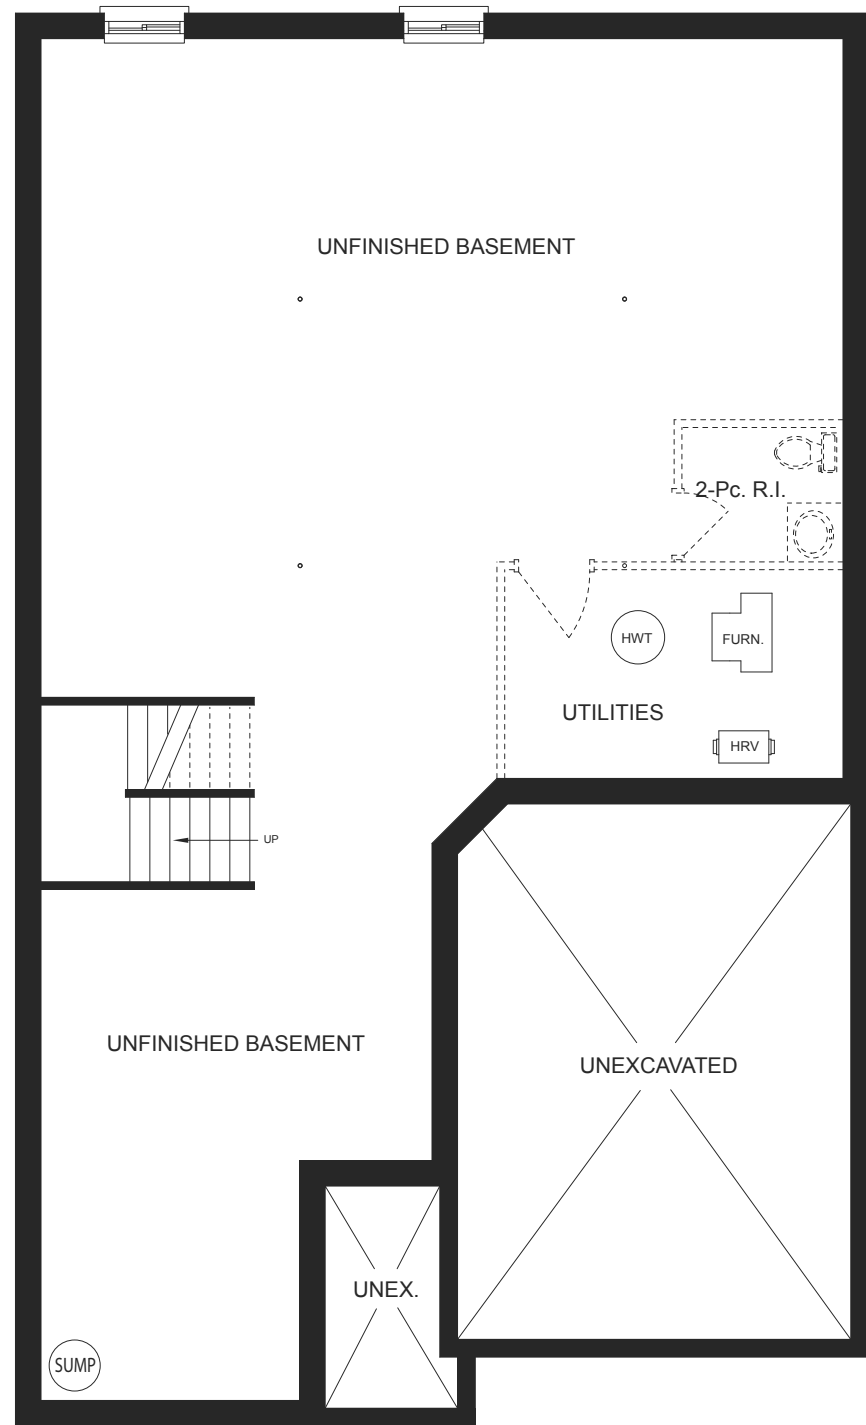 UNFINISHED BASEMENT
2-Pc. R.I.
HWT
FURN.
UTILITIES
HRV
UP
UNFINISHED BASEMENT
UNEXCAVATED
UNEX.
SUMP